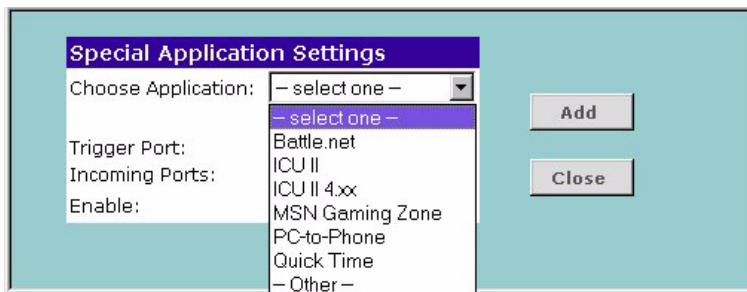 Special Application Settings
Choose Application: – select one –
– select one –
Battle.net
ICU II
ICU II 4.xx
MSN Gaming Zone
PC-to-Phone
Quick Time
– Other –
Trigger Port:
Incoming Ports:
Enable:
Add
Close